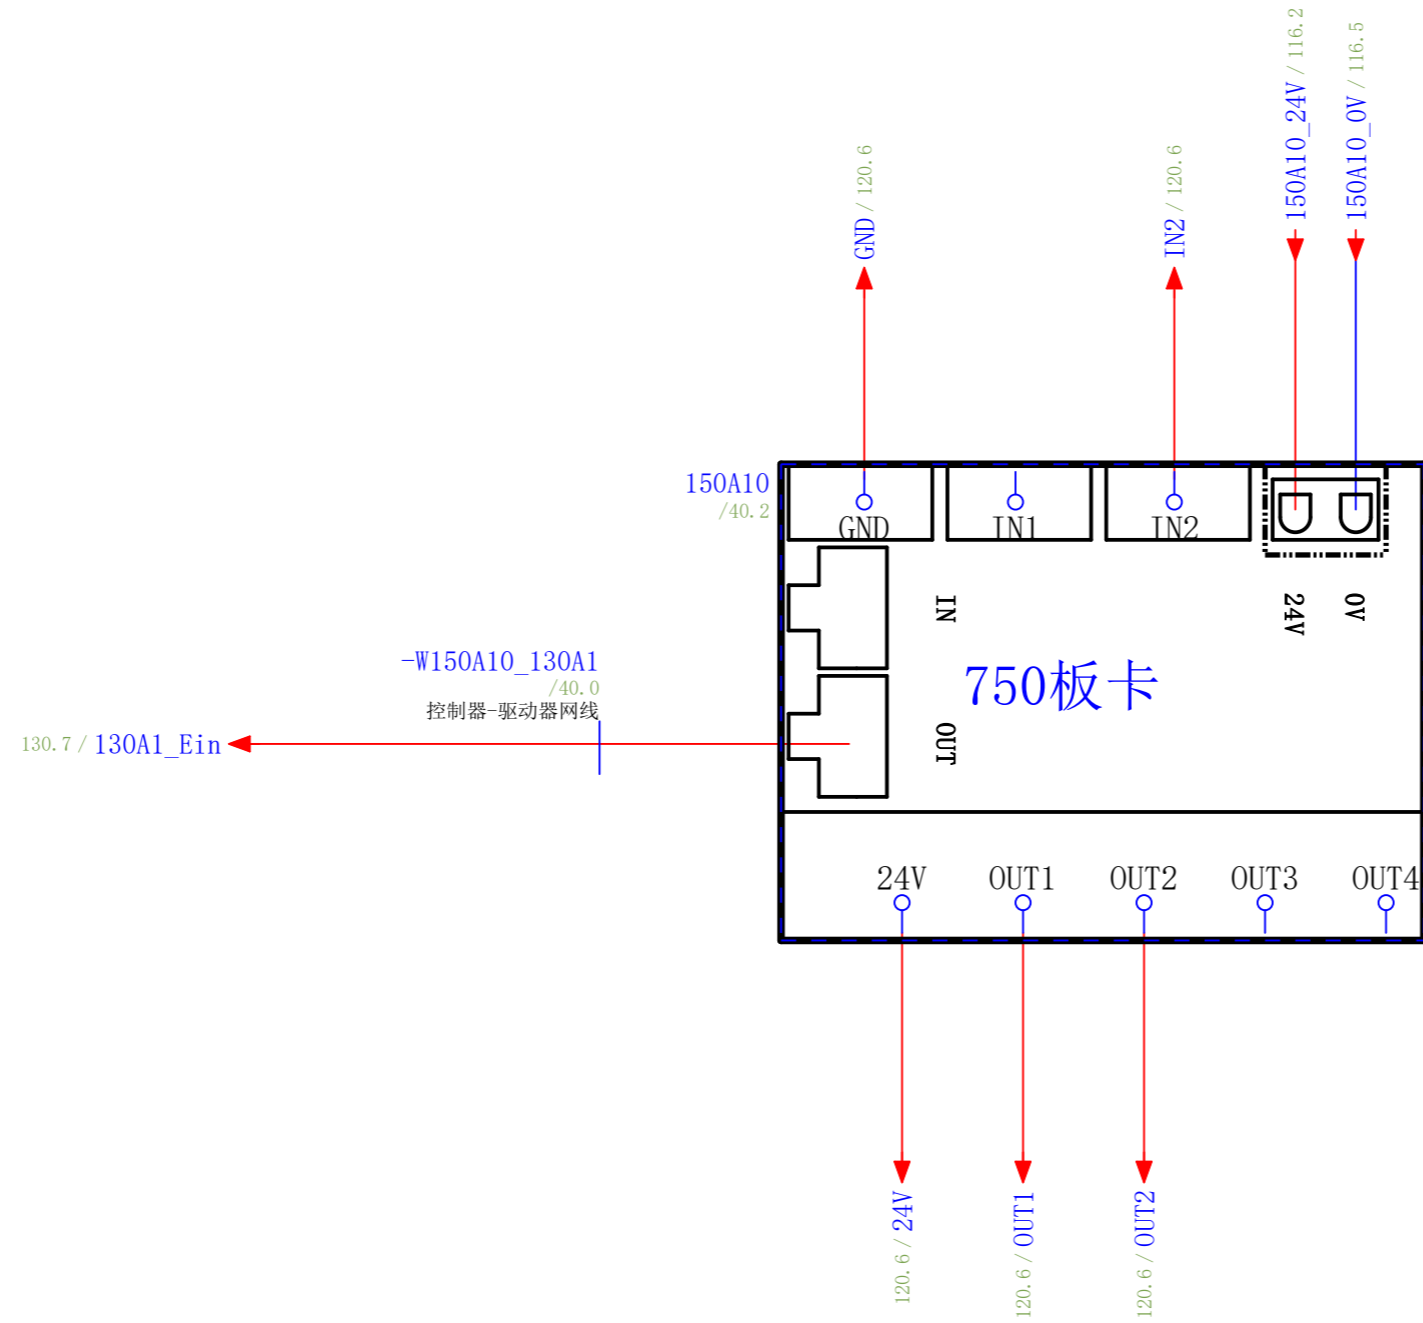 GND / 120.6
IN2 / 120.6
150A10_24V / 116.2
150A10_0V / 116.5
150A10
/40.2
GND
IN1
IN2
24V
0V
IN
-W150A10_130A1
/40.0
控制器-驱动器网线
750板卡
130.7 / 130A1_Ein
OUT
24V
OUT1
OUT2
OUT3
OUT4
120.6 / 24V
120.6 / OUT1
120.6 / OUT2